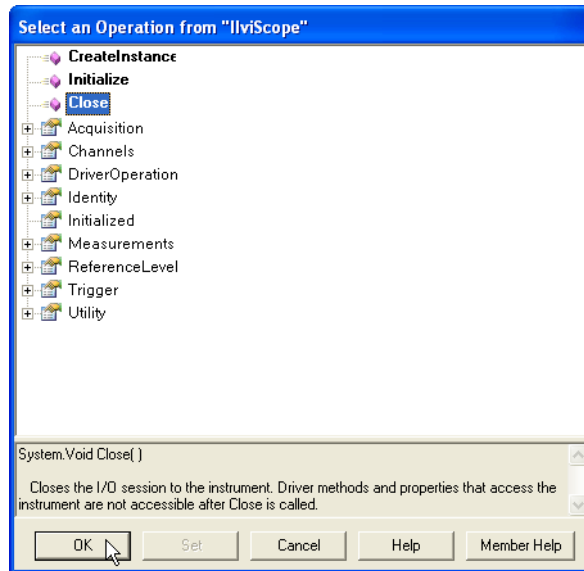 Select an Operation from "IIviScope"
CreateInstance
Initialize
Close
Acquisition
Channels
DriverOperation
Identity
Initialized
Measurements
ReferenceLevel
Trigger
Utility
System.Void Close( )
Closes the I/O session to the instrument. Driver methods and properties that access the
instrument are not accessible after Close is called.
OK Set Cancel Help Member Help